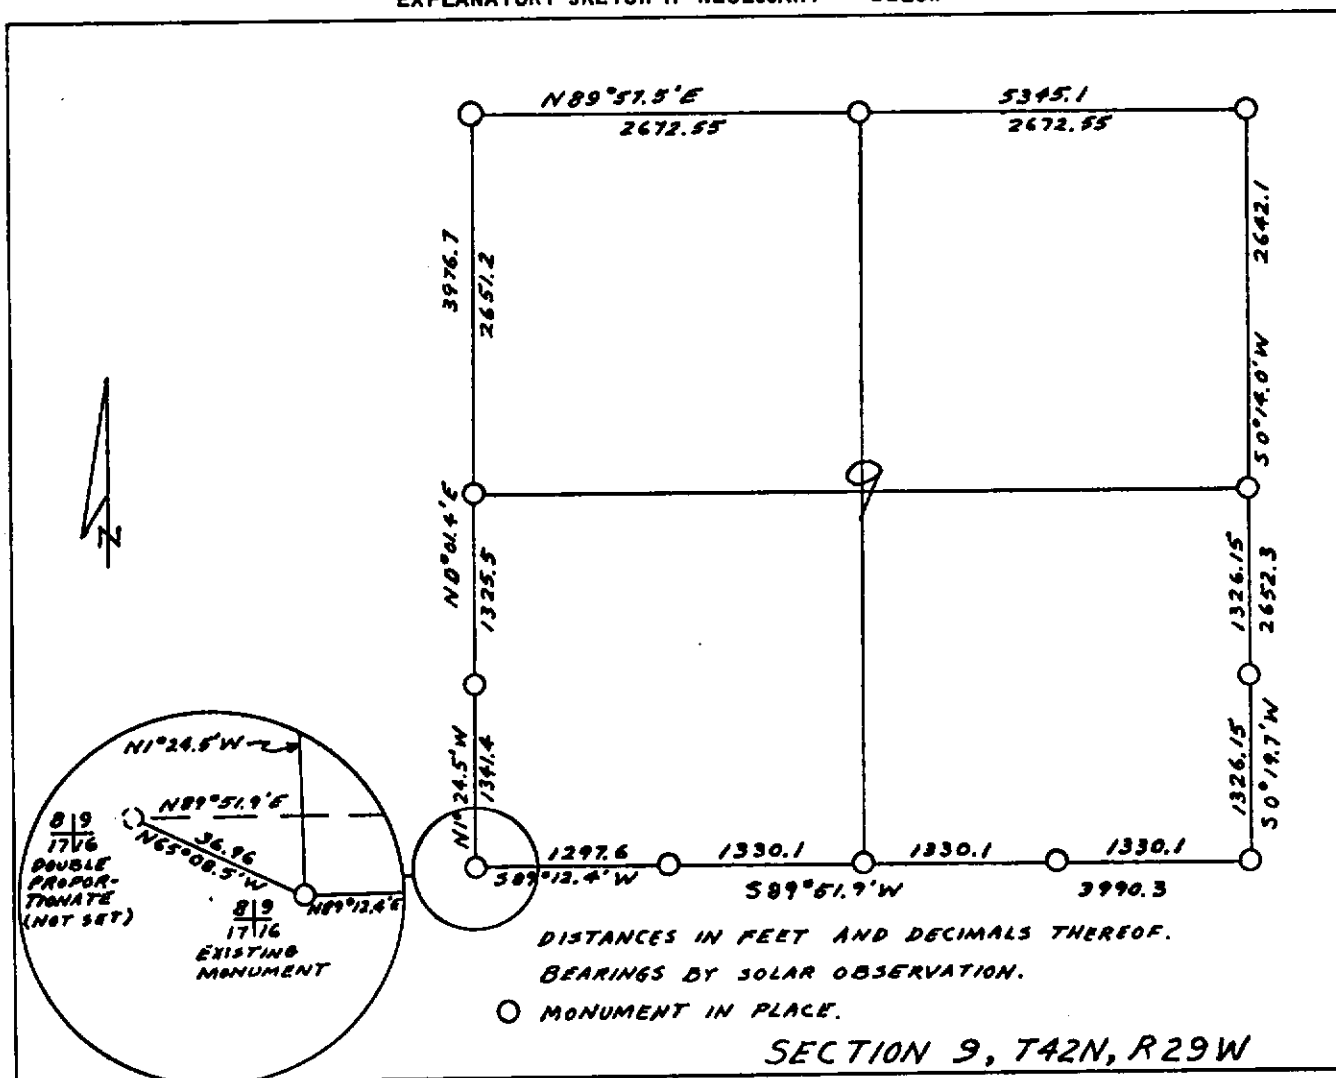 EXPLANATORY SKETCH IF NECESSARY BELOW
N89°57.5'E
5345.1
2672.55
2672.55
3976.7
2651.2
2642.1
S0°14.0'W
9
N
N0°01.4'E
1325.5
1326.15
2652.3
N1°24.5'W
1341.4
1326.15
S0°19.7'W
1297.6
1330.1
1330.1
1330.1
S89°12.4'W
S89°51.9'W
3990.3
N1°24.5'W
N89°51.9'E
36.96
N65°08.5'W
8 9
17 16
DOUBLE
PROPOR-
TIONATE
(NOT SET)
N89°12.4'E
8 9
17 16
EXISTING
MONUMENT
DISTANCES IN FEET AND DECIMALS THEREOF.
BEARINGS BY SOLAR OBSERVATION.
MONUMENT IN PLACE.
SECTION 9, T42N, R29W